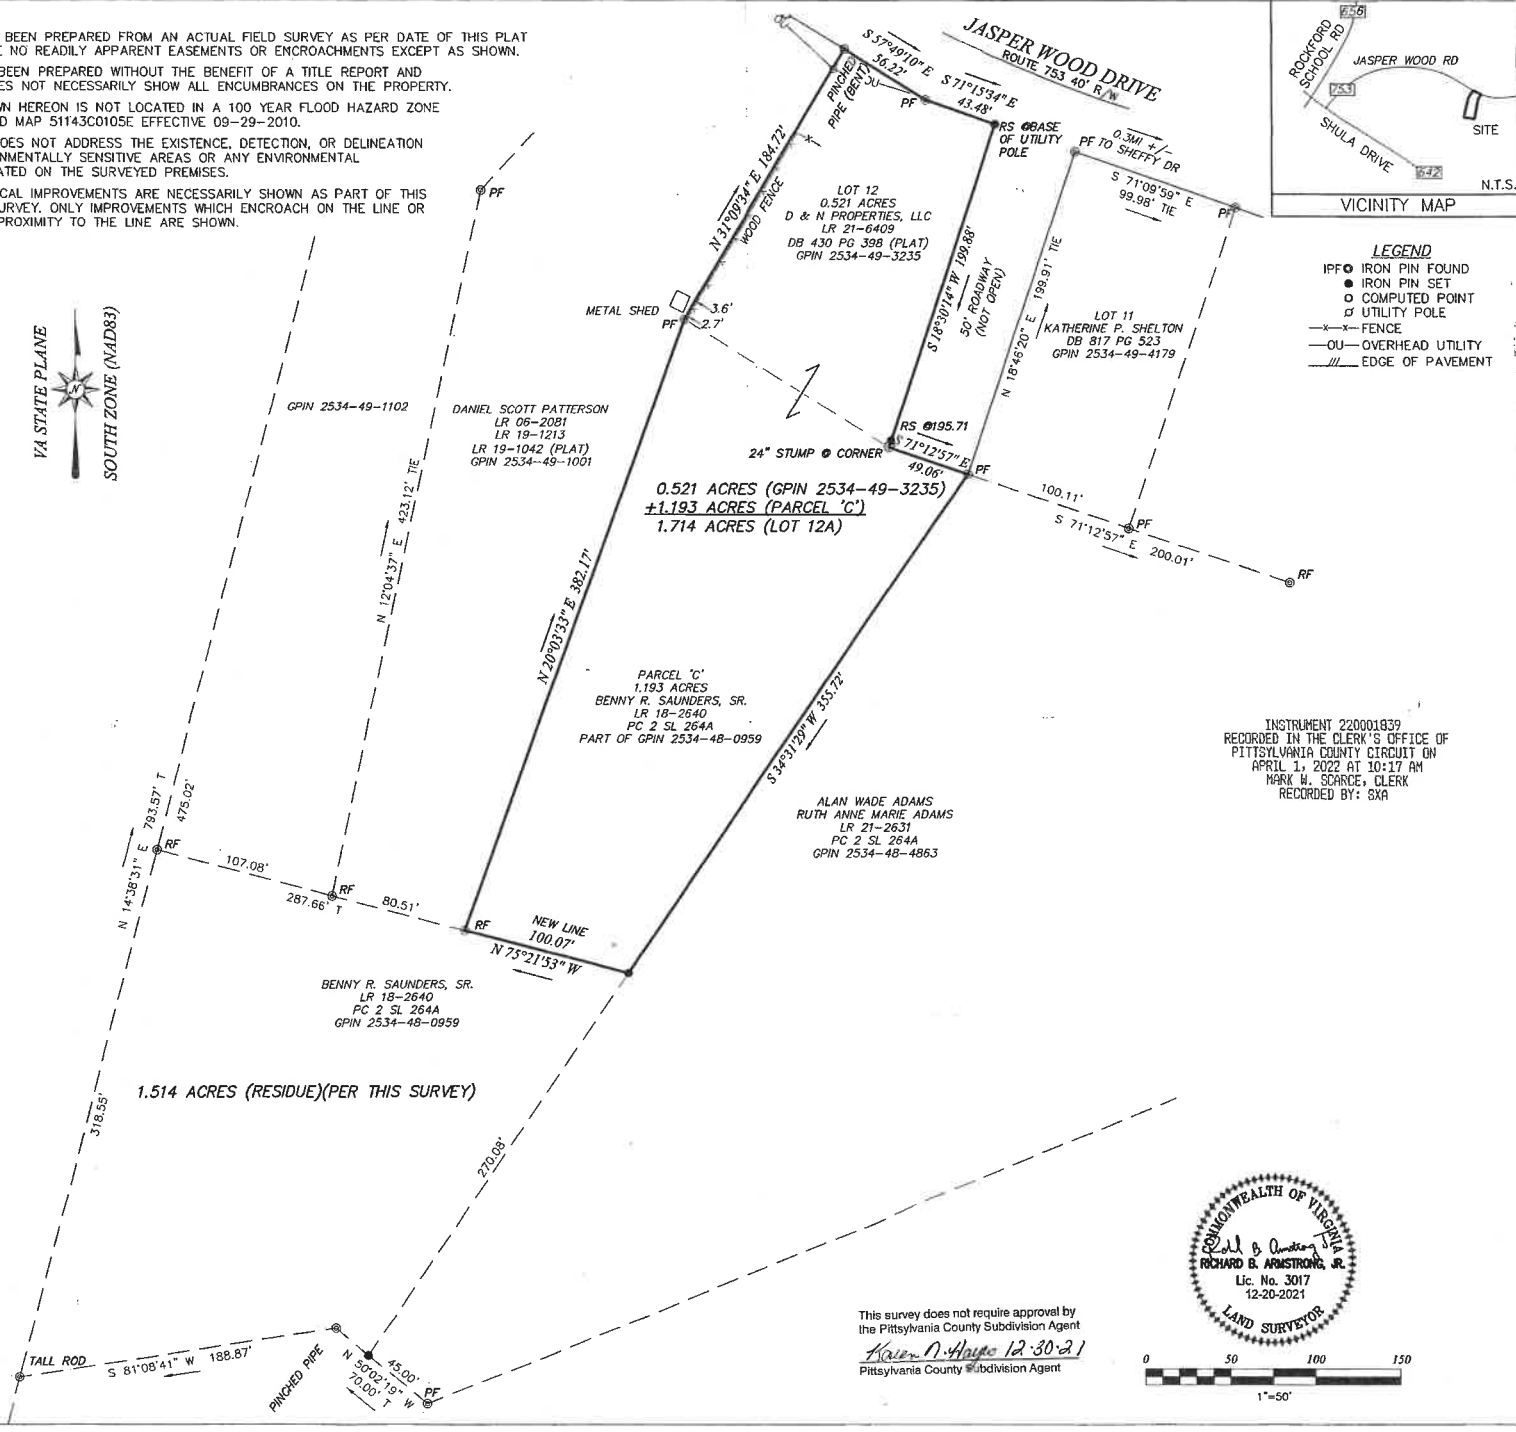 BEEN PREPARED FROM AN ACTUAL FIELD SURVEY AS PER DATE OF THIS PLAT
NO READILY APPARENT EASEMENTS OR ENCROACHMENTS EXCEPT AS SHOWN.
BEEN PREPARED WITHOUT THE BENEFIT OF A TITLE REPORT AND
ES NOT NECESSARILY SHOW ALL ENCUMBRANCES ON THE PROPERTY.
WN HEREON IS NOT LOCATED IN A 100 YEAR FLOOD HAZARD ZONE
D MAP 51143C0105E EFFECTIVE 09-29-2010.
OES NOT ADDRESS THE EXISTENCE, DETECTION, OR DELINEATION
NMENTALLY SENSITIVE AREAS OR ANY ENVIRONMENTAL
ATED ON THE SURVEYED PREMISES.
CAL IMPROVEMENTS ARE NECESSARILY SHOWN AS PART OF THIS
URVEY. ONLY IMPROVEMENTS WHICH ENCROACH ON THE LINE OR
PROXIMITY TO THE LINE ARE SHOWN.
VA STATE PLANE
N
SOUTH ZONE (NAD83)
JASPER WOOD DRIVE
ROUTE 753 40' R/W
S 57°49'10" E
56.22'
S 71°15'34" E
43.48'
PINCHED
PIPE (BENT)
OU
PF
RS @BASE
OF UTILITY
POLE
0.3MI +/-
TO SHEFFY DR
PF
S 71°09'59" E
99.98' TIE
PF
656
ROCKFORD
SCHOOL RD
JASPER WOOD RD
753
SHULA DRIVE
SITE
642
N.T.S.
VICINITY MAP
LEGEND
IPF IRON PIN FOUND
IRON PIN SET
COMPUTED POINT
UTILITY POLE
—x—x— FENCE
—OU— OVERHEAD UTILITY
EDGE OF PAVEMENT
PF
N 31°09'34" E 184.72'
WOOD FENCE
LOT 12
0.521 ACRES
D & N PROPERTIES, LLC
LR 21-6409
DB 430 PG 398 (PLAT)
GPIN 2534-49-3235
S 18°30'14" W 199.88'
50' ROADWAY
(NOT OPEN)
N 18°46'20" E 199.91' TIE
LOT 11
KATHERINE P. SHELTON
DB 817 PG 523
GPIN 2534-49-4179
METAL SHED
3.6'
PF
2.7'
GPIN 2534-49-1102
DANIEL SCOTT PATTERSON
LR 06-2081
LR 19-1213
LR 19-1042 (PLAT)
GPIN 2534-49-1001
N 12°04'37" E 423.12' TIE
RS @195.71
24" STUMP @ CORNER
S 71°12'57" E
49.06'
PF
0.521 ACRES (GPIN 2534-49-3235)
+1.193 ACRES (PARCEL 'C')
1.714 ACRES (LOT 12A)
100.11'
PF
S 71°12'57" E
200.01'
RF
N 20°03'33" E 382.17'
PARCEL 'C'
1.193 ACRES
BENNY R. SAUNDERS, SR.
LR 18-2640
PC 2 SL 264A
PART OF GPIN 2534-48-0959
S 34°31'29" W 355.72'
INSTRUMENT 220001839
RECORDED IN THE CLERK'S OFFICE OF
PITTSYLVANIA COUNTY CIRCUIT ON
APRIL 1, 2022 AT 10:17 AM
MARK W. SCARCE, CLERK
RECORDED BY: SXA
ALAN WADE ADAMS
RUTH ANNE MARIE ADAMS
LR 21-2631
PC 2 SL 264A
GPIN 2534-48-4863
N 14°38'31" E 793.57' T
475.02'
RF
107.08'
287.66' T
RF
80.51'
RF
NEW LINE
100.07'
N 75°21'53" W
BENNY R. SAUNDERS, SR.
LR 18-2640
PC 2 SL 264A
GPIN 2534-48-0959
1.514 ACRES (RESIDUE)(PER THIS SURVEY)
318.55'
270.08'
TALL ROD
S 81°08'41" W 188.87'
PINCHED PIPE
45.00'
N 50°02'19" W
70.00' T
PF
This survey does not require approval by
the Pittsylvania County Subdivision Agent
Karen N. Hayes 12-30-21
Pittsylvania County Subdivision Agent
COMMONWEALTH OF VIRGINIA
RICHARD B. ARMSTRONG, JR.
Lic. No. 3017
12-20-2021
LAND SURVEYOR
0 50 100 150
1"=50'